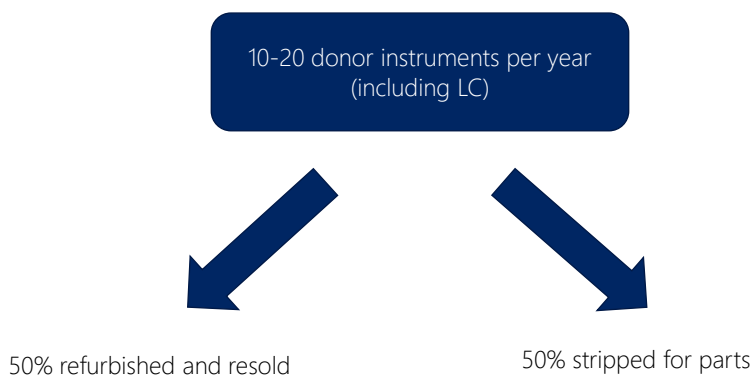 10-20 donor instruments per year
(including LC)
50% refurbished and resold
50% stripped for parts